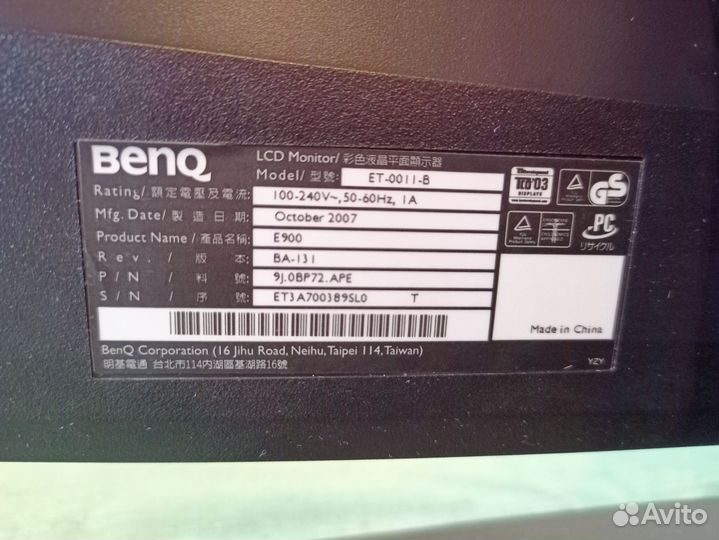 BenQ
LCD Monitor/ 彩色液晶平面顯示器
Model/ 型號: ET-0011-B
Rating/ 額定電壓及電流: 100-240V~, 50-60Hz, 1A
Mfg. Date/ 製造日期: October 2007
Product Name / 產品名稱: E900
Rev./ 版本: BA-131
P/N / 料號: 9J.0BP72.APE
S/N / 序號: ET3A700389SL0 T
TCO'03
DISPLAYS
GS
PC
リサイクル
Made in China
BenQ Corporation (16 Jihu Road, Neihu, Taipei 114, Taiwan)
明基電通 台北市114內湖區基湖路16號
YZY
Avito